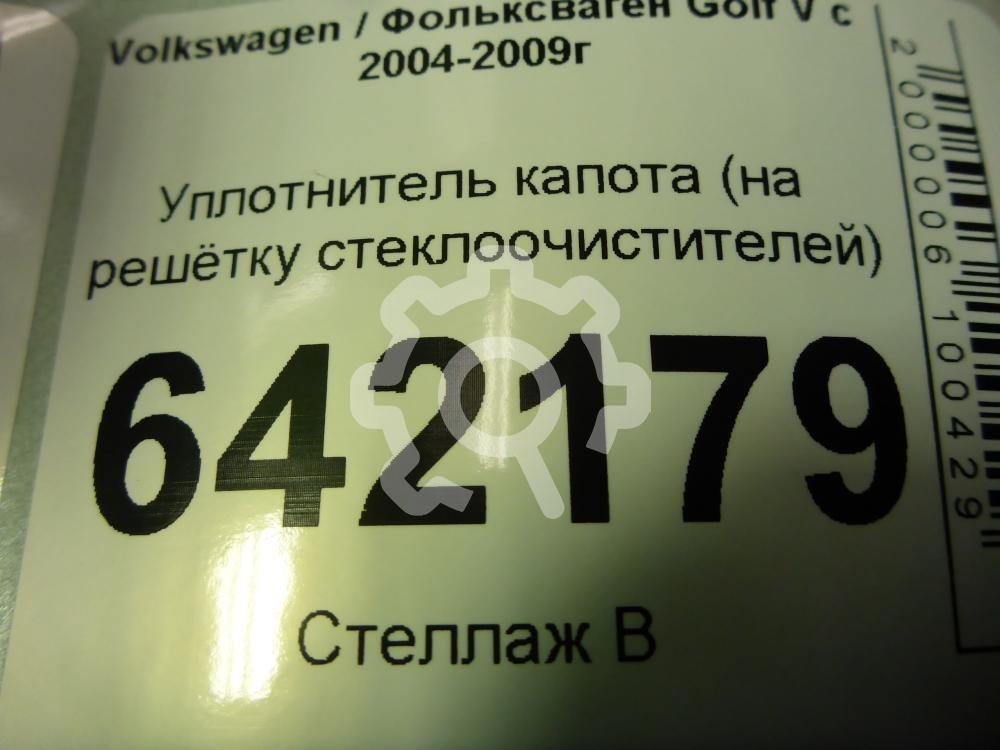 Volkswagen / Фольксваген Golf V с
2004-2009г
Уплотнитель капота (на
решётку стеклоочистителей)
642179
Стеллаж В
2000006100429